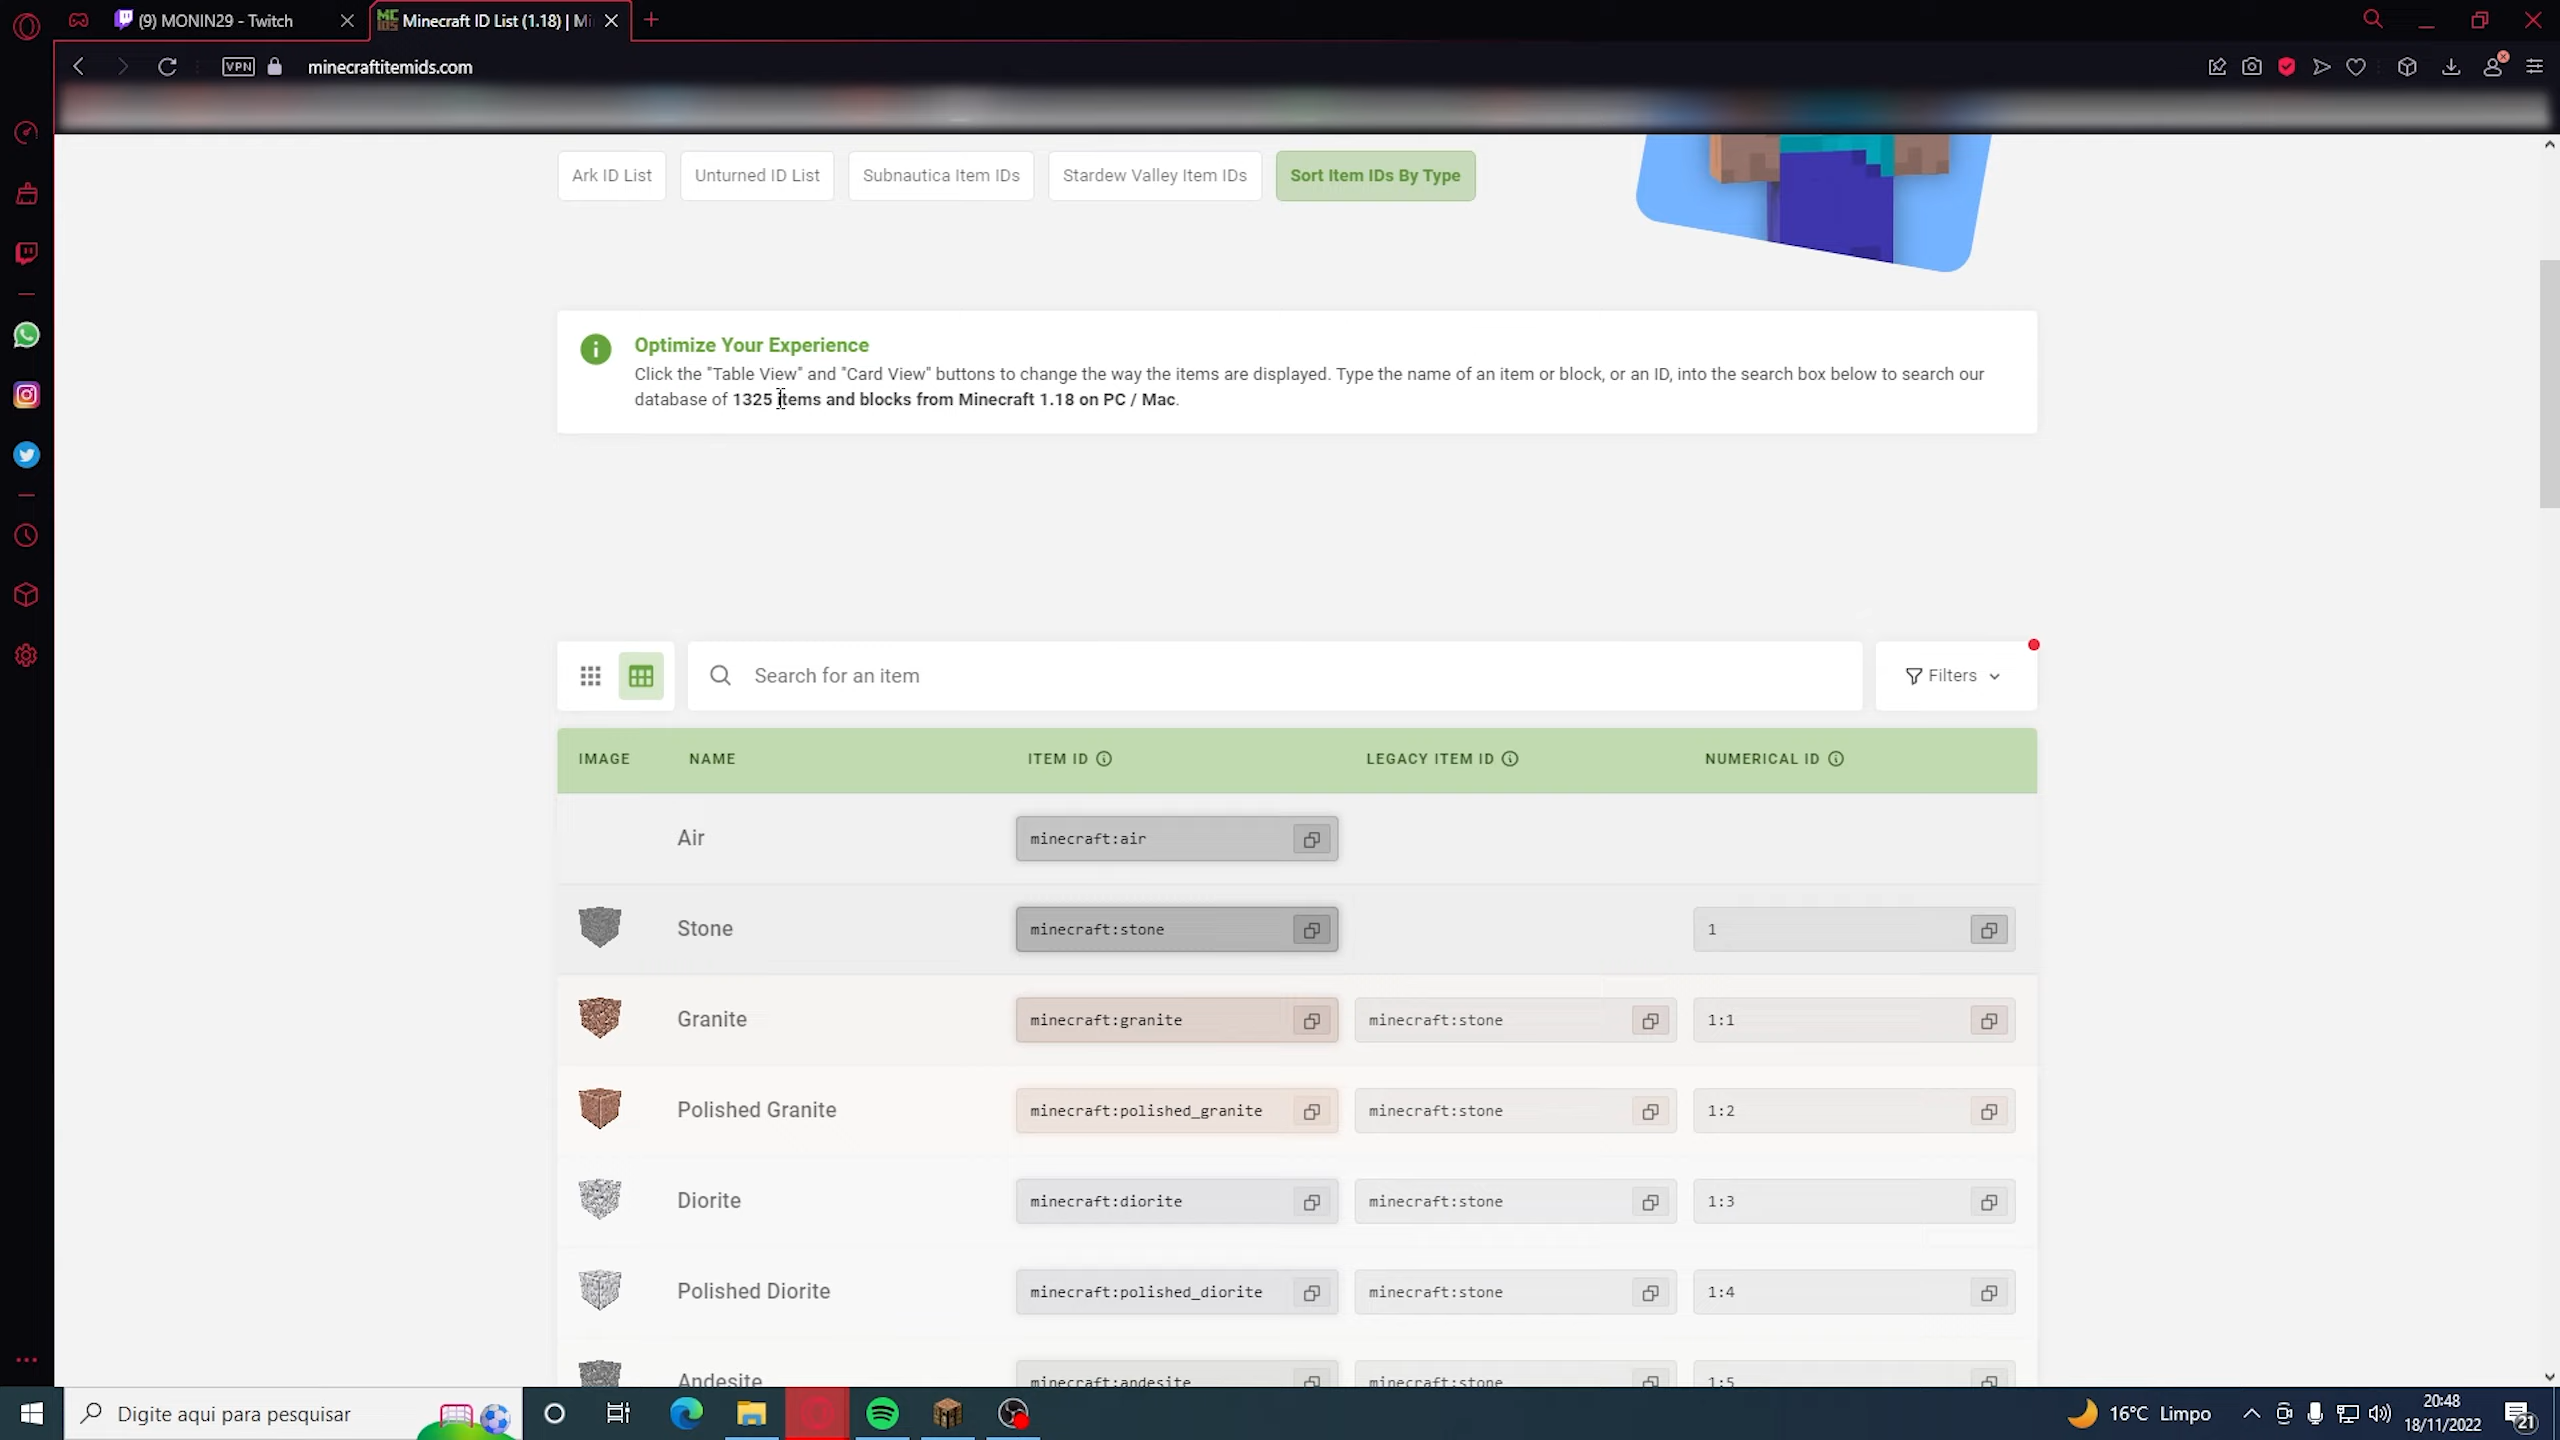 (9) MONIN29 - Twitch
Minecraft ID List (1.18) | Mi
VPN
minecraftitemids.com
Ark ID List
Unturned ID List
Subnautica Item IDs
Stardew Valley Item IDs
Sort Item IDs By Type
Optimize Your Experience
Click the "Table View" and "Card View" buttons to change the way the items are displayed. Type the name of an item or block, or an ID, into the search box below to search our
database of 1325 items and blocks from Minecraft 1.18 on PC / Mac.
Search for an item
Filters
IMAGE NAME ITEM ID LEGACY ITEM ID NUMERICAL ID
Air minecraft:air
Stone minecraft:stone 1
Granite minecraft:granite minecraft:stone 1:1
Polished Granite minecraft:polished_granite minecraft:stone 1:2
Diorite minecraft:diorite minecraft:stone 1:3
Polished Diorite minecraft:polished_diorite minecraft:stone 1:4
Andesite minecraft:andesite minecraft:stone 1:5
Digite aqui para pesquisar
16°C Limpo
20:48
18/11/2022
21